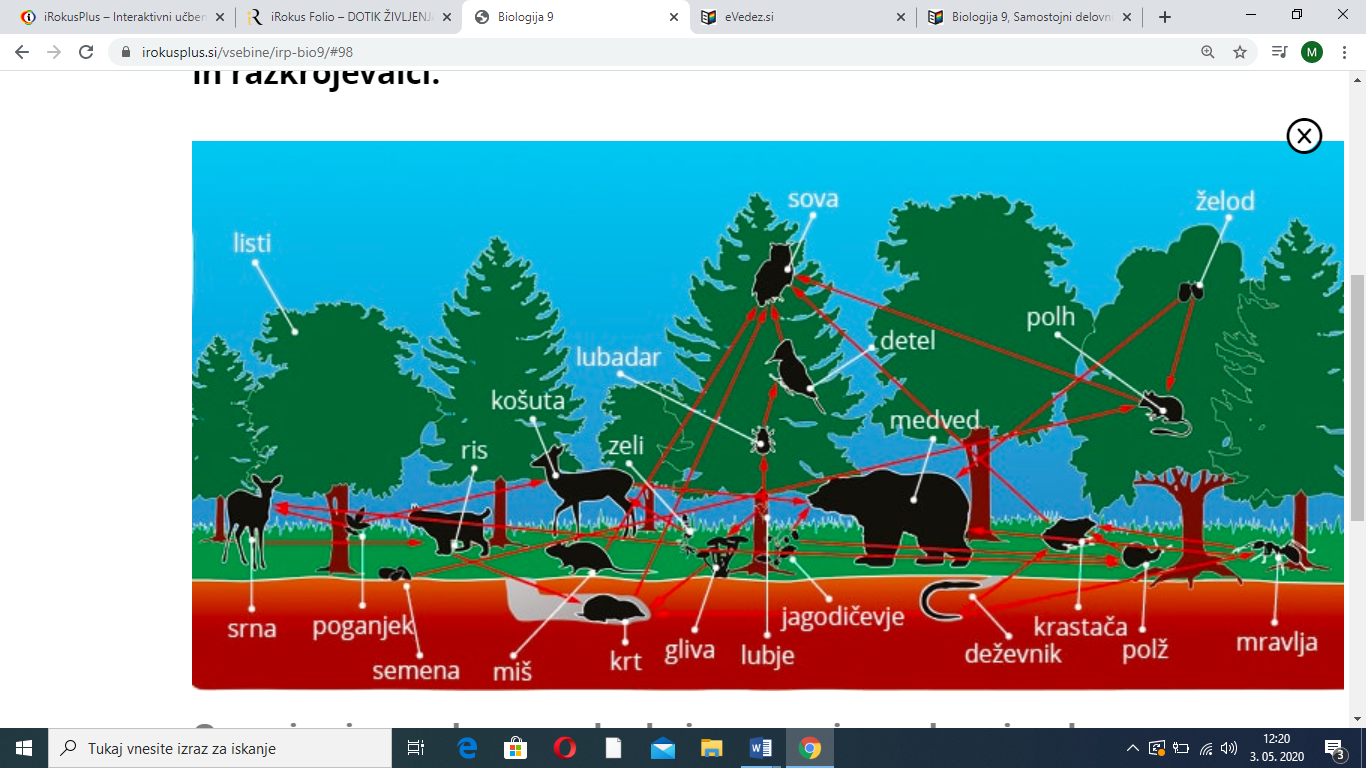 iRokusPlus – Interaktivni učben
iRokus Folio – DOTIK ŽIVLJENJA
Biologija 9
eVedez.si
Biologija 9, Samostojni delovni
irokusplus.si/vsebine/irp-bio9/#98
M
in razkrojevalci.
sova
želod
listi
polh
detel
lubadar
košuta
medved
zeli
ris
srna
poganjek
semena
miš
krt
gliva
lubje
jagodičevje
deževnik
krastača
polž
mravlja
Tukaj vnesite izraz za iskanje
12:20
3. 05. 2020
3